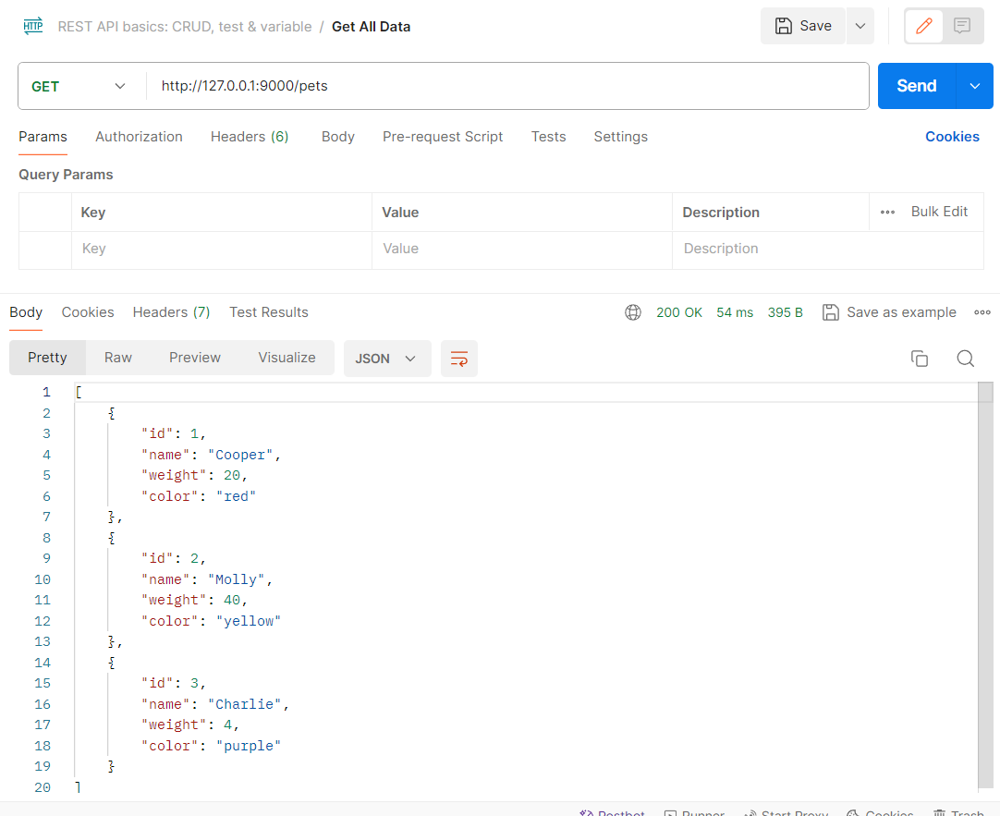 HTTP REST API basics: CRUD, test & variable / Get All Data Save
GET http://127.0.0.1:9000/pets Send
Params Authorization Headers (6) Body Pre-request Script Tests Settings Cookies
Query Params
Key Value Description Bulk Edit
Key Value Description
Body Cookies Headers (7) Test Results 200 OK 54 ms 395 B Save as example
Pretty Raw Preview Visualize JSON
1 [
2 {
3 "id": 1,
4 "name": "Cooper",
5 "weight": 20,
6 "color": "red"
7 },
8 {
9 "id": 2,
10 "name": "Molly",
11 "weight": 40,
12 "color": "yellow"
13 },
14 {
15 "id": 3,
16 "name": "Charlie",
17 "weight": 4,
18 "color": "purple"
19 }
20 ]
Postbot Runner Start Proxy Cookies Trash